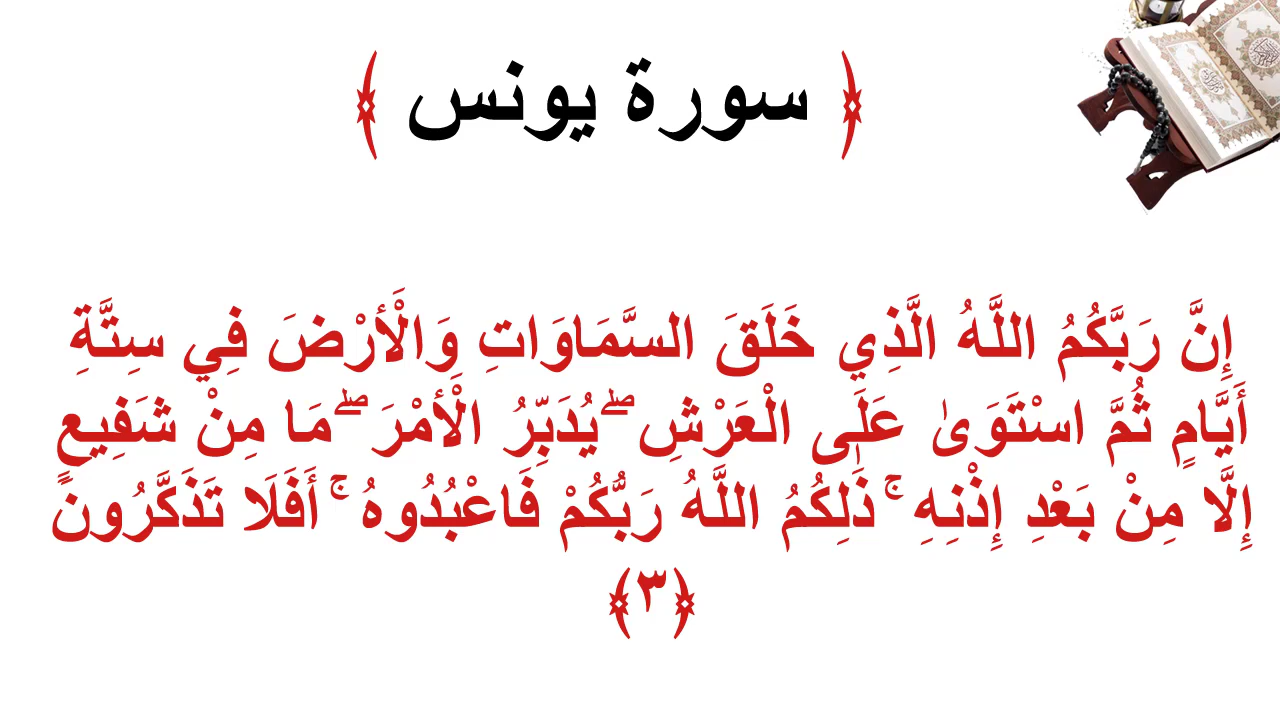 ﴿ سورة يونس ﴾
إِنَّ رَبَّكُمُ اللَّهُ الَّذِي خَلَقَ السَّمَاوَاتِ وَالْأَرْضَ فِي سِتَّةِ
أَيَّامٍ ثُمَّ اسْتَوَىٰ عَلَى الْعَرْشِ ۖ يُدَبِّرُ الْأَمْرَ ۖ مَا مِنْ شَفِيعٍ
إِلَّا مِنْ بَعْدِ إِذْنِهِ ۚ ذَٰلِكُمُ اللَّهُ رَبُّكُمْ فَاعْبُدُوهُ ۚ أَفَلَا تَذَكَّرُونَ
﴿٣﴾